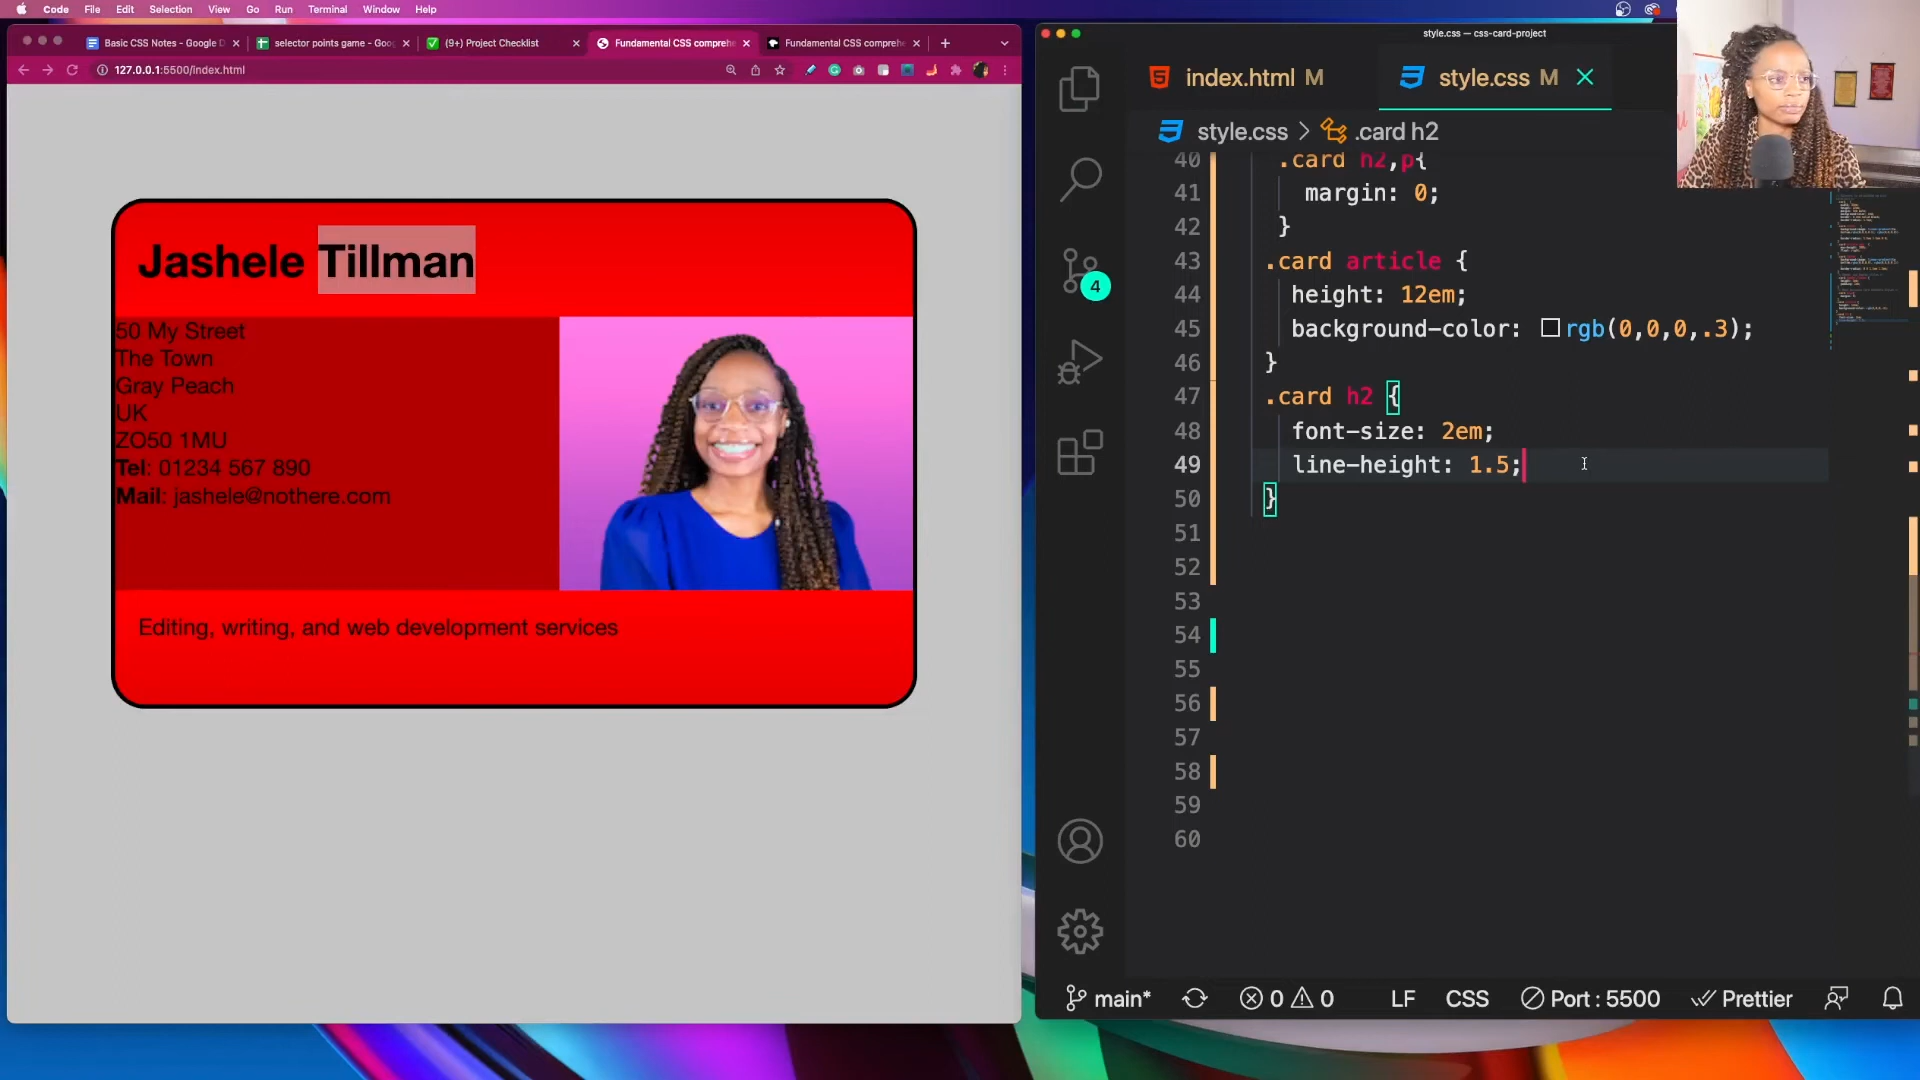 Code File Edit Selection View Go Run Terminal Window Help
Basic CSS Notes - Google D
selector points game - Goog
(9+) Project Checklist
Fundamental CSS comprehe
Fundamental CSS comprehe
127.0.0.1:5500/index.html
Jashele Tillman
50 My Street
The Town
Gray Peach
UK
ZO50 1MU
Tel: 01234 567 890
Mail: jashele@nothere.com
Editing, writing, and web development services
style.css — css-card-project
index.html M
style.css M
style.css > .card h2
40 .card h2,p{
41 margin: 0;
42 }
43 .card article {
44 height: 12em;
45 background-color: rgb(0,0,0,.3);
46 }
47 .card h2 {
48 font-size: 2em;
49 line-height: 1.5;
50 }
51
52
53
54
55
56
57
58
59
60
4
main* 0 0 LF CSS Port : 5500 Prettier